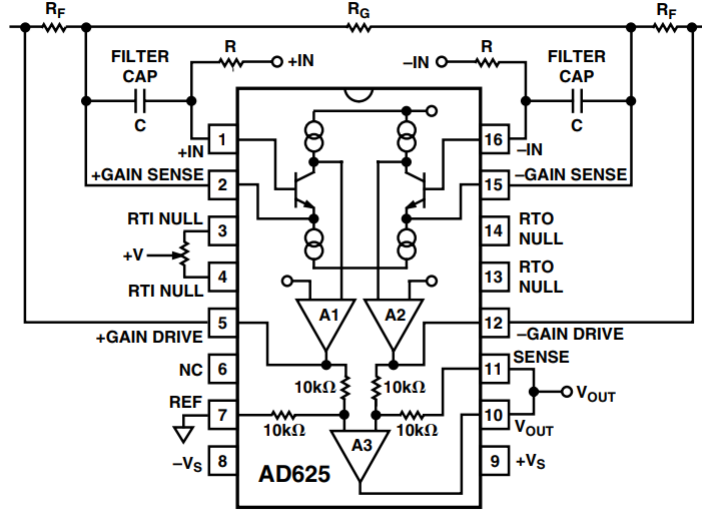 RF RG RF
FILTER CAP R +IN –IN R FILTER CAP
C C
+IN 1 16 –IN
+GAIN SENSE 2 15 –GAIN SENSE
RTI NULL 3 14 RTO NULL
+V
RTI NULL 4 13 RTO NULL
A1 A2
+GAIN DRIVE 5 12 –GAIN DRIVE
NC 6 11 SENSE
10kΩ 10kΩ
VOUT
REF 7 10 VOUT
10kΩ 10kΩ
A3
–VS 8 9 +VS
AD625